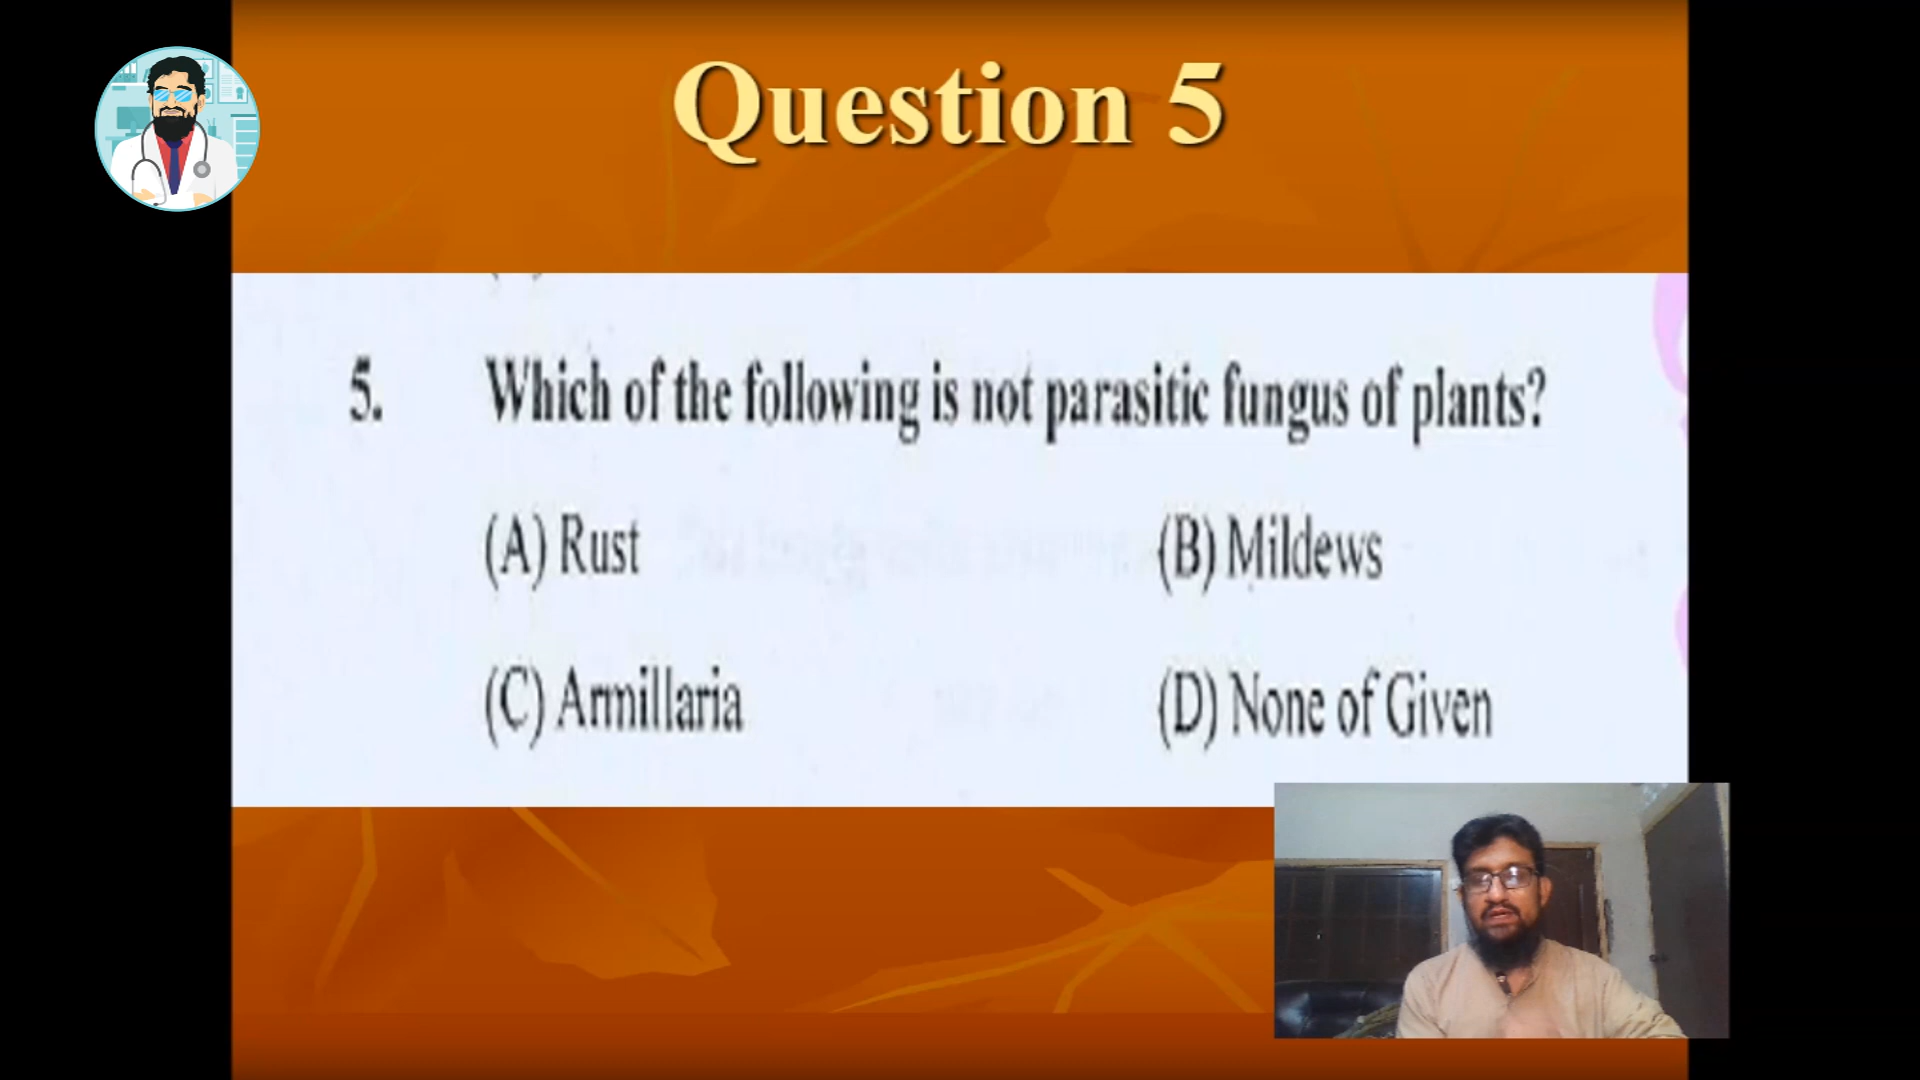 Question 5
5. Which of the following is not parasitic fungus of plants?
(A) Rust (B) Mildews
(C) Armillaria (D) None of Given